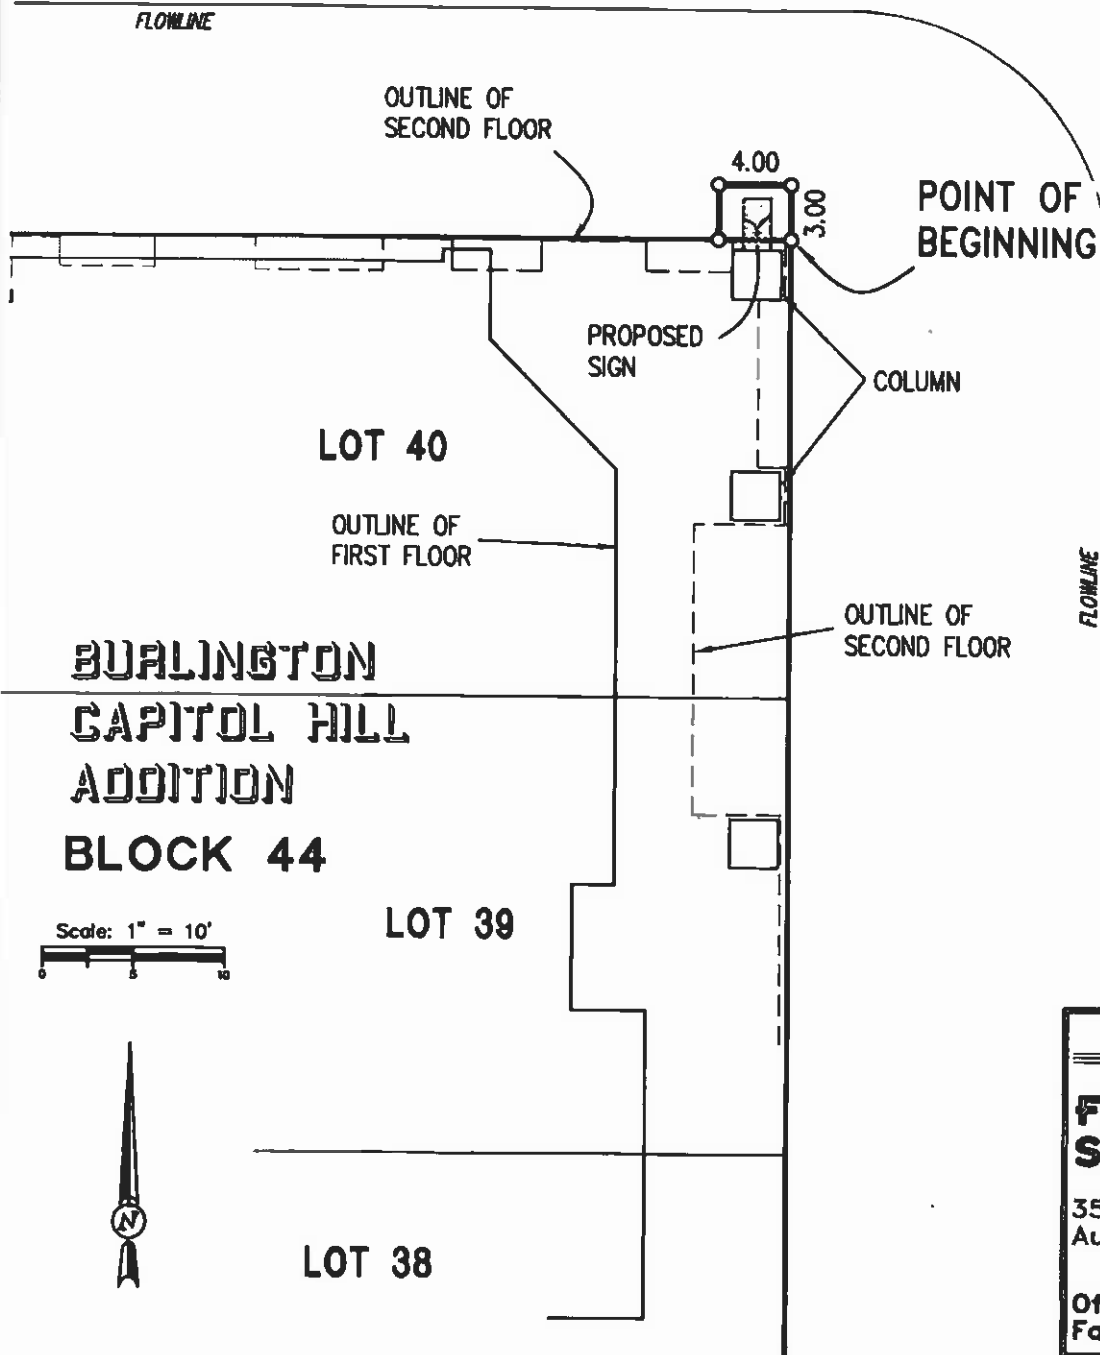 FLOWLINE
OUTLINE OF
SECOND FLOOR
4.00
3.00
POINT OF
BEGINNING
PROPOSED
SIGN
COLUMN
LOT 40
OUTLINE OF
FIRST FLOOR
FLOWLINE
OUTLINE OF
SECOND FLOOR
BURLINGTON
CAPITOL HILL
ADDITION
BLOCK 44
LOT 39
Scale: 1" = 10'
0 5 10
N
LOT 38
35